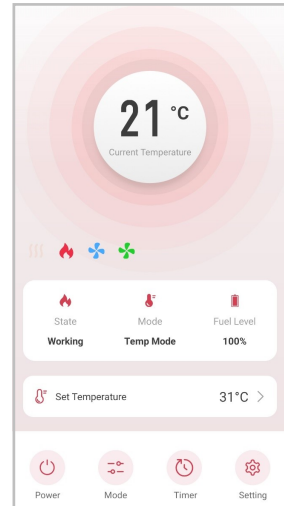 21 °C
Current Temperature
State Mode Fuel Level
Working Temp Mode 100%
Set Temperature 31°C >
Power Mode Timer Setting